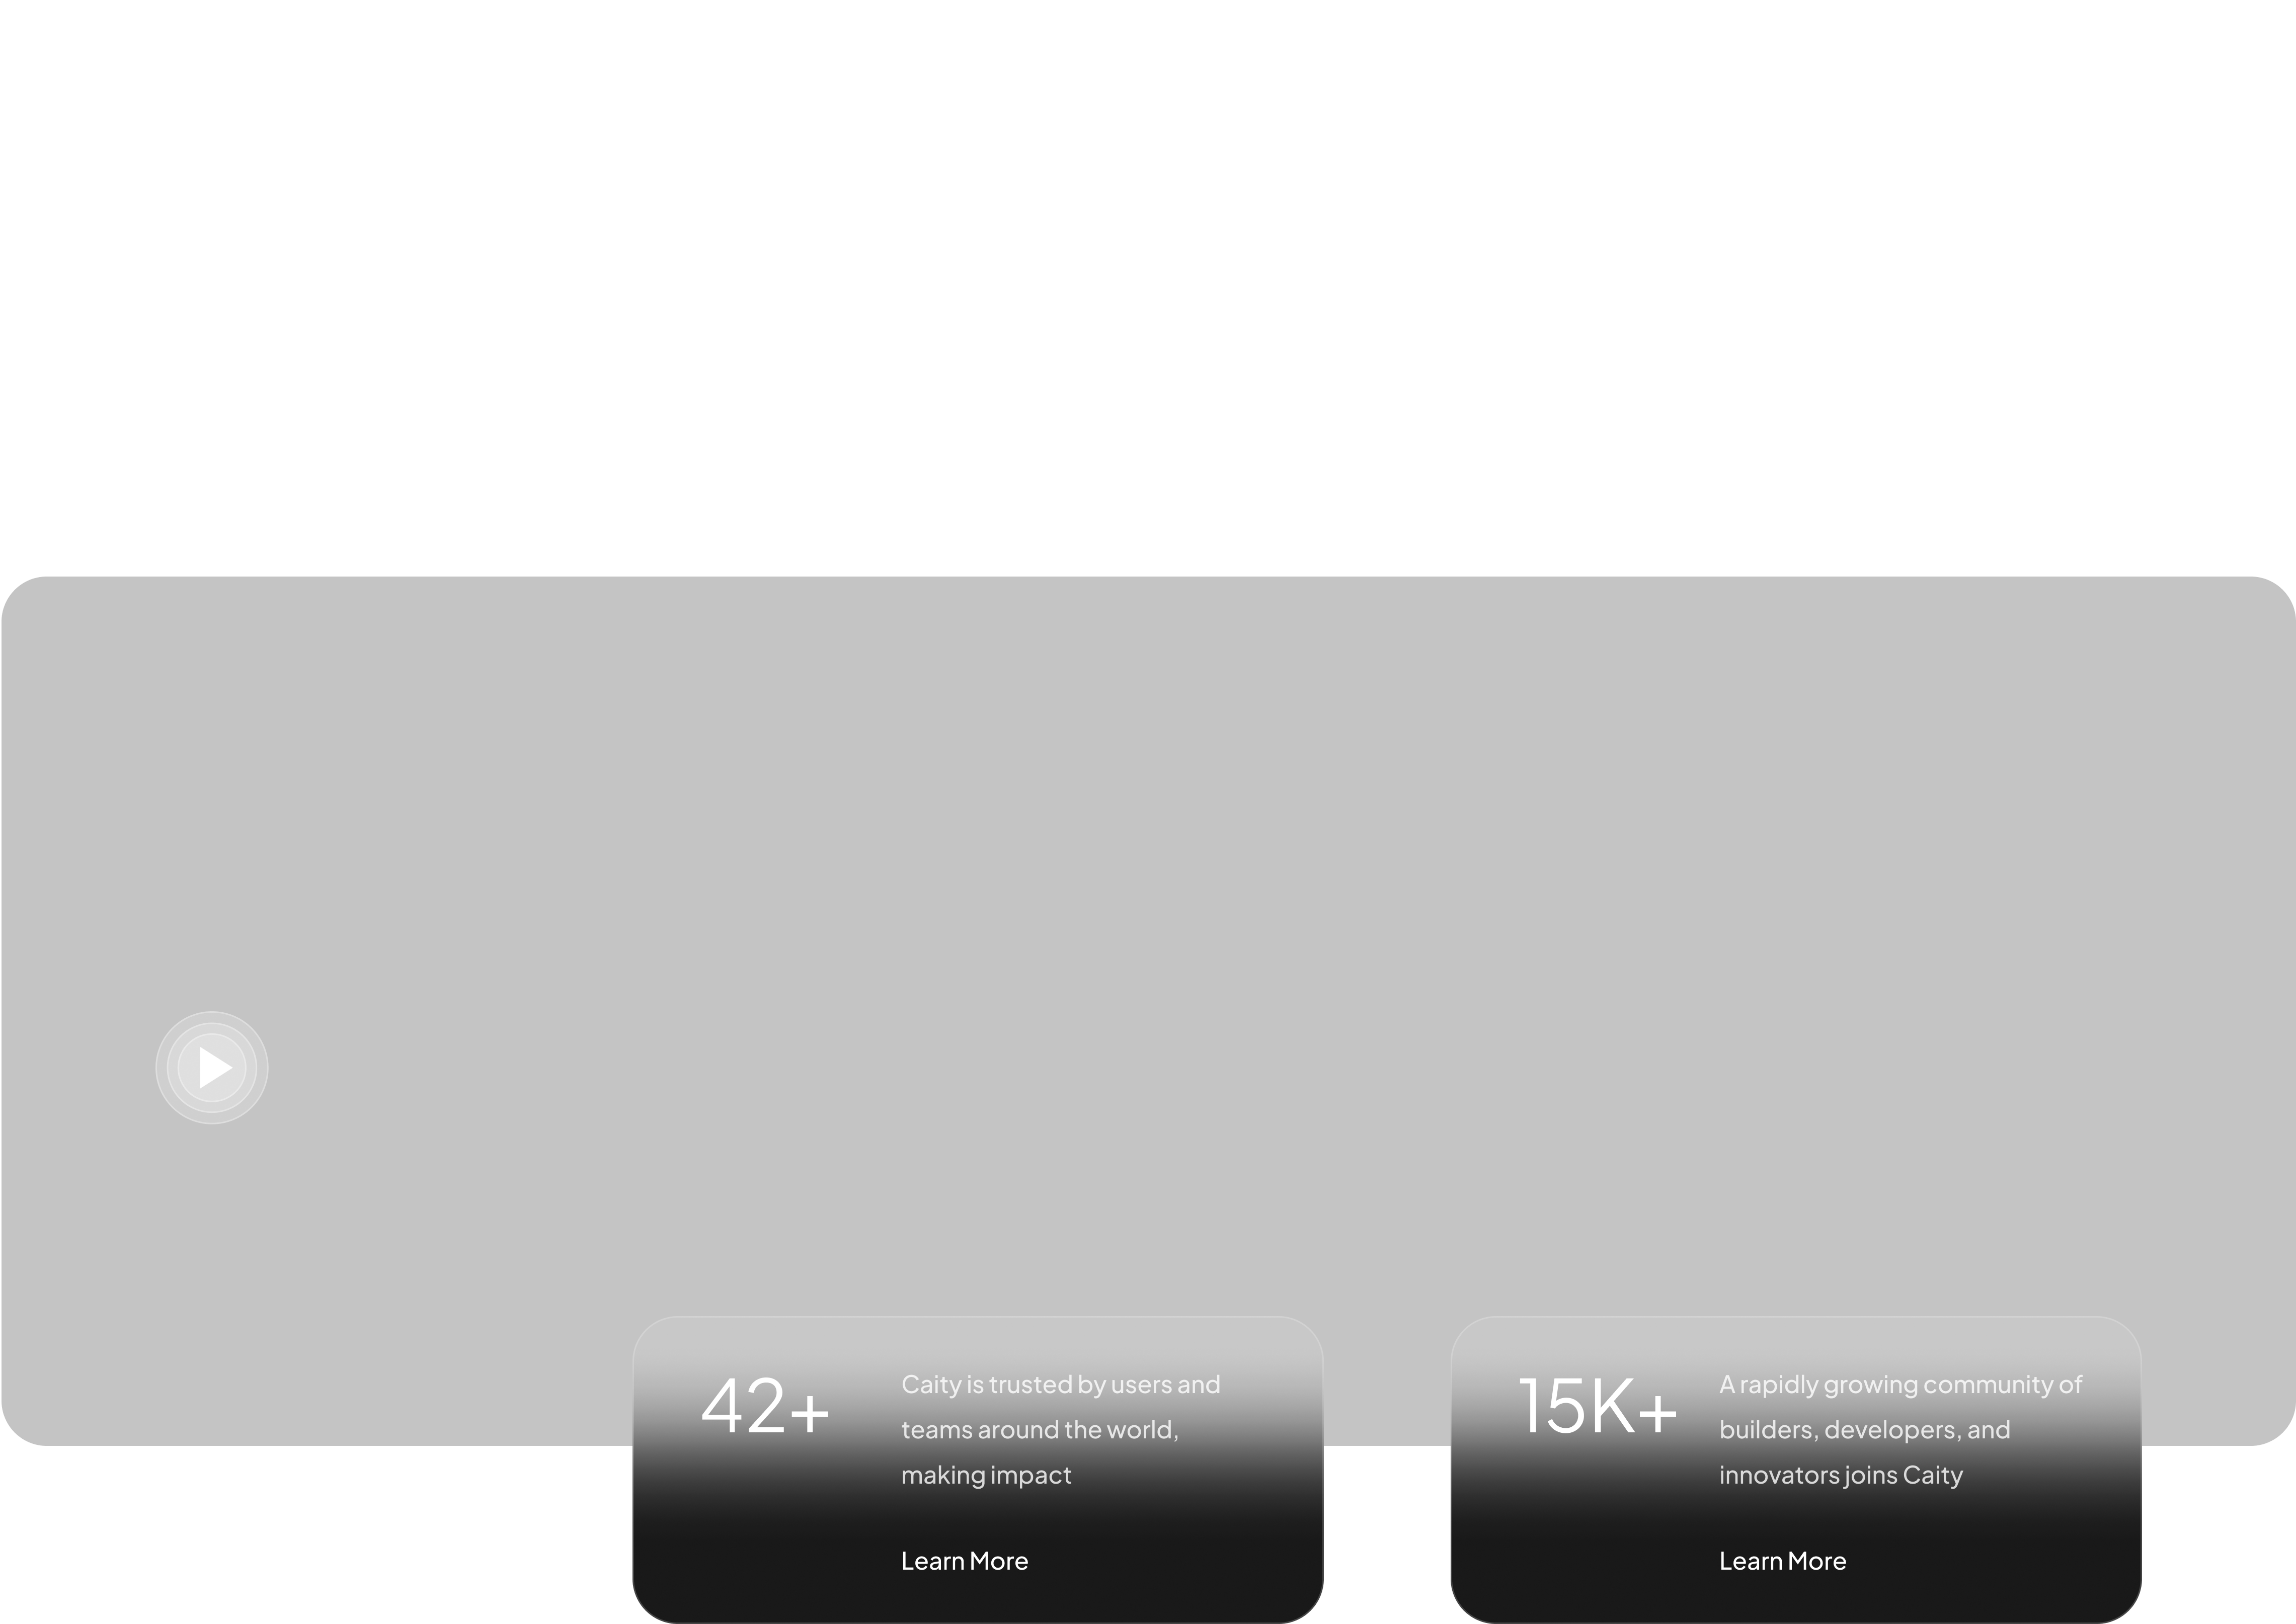 42+
Caity is trusted by users and
teams around the world,
making impact
Learn More
15K+
A rapidly growing community of
builders, developers, and
innovators joins Caity
Learn More